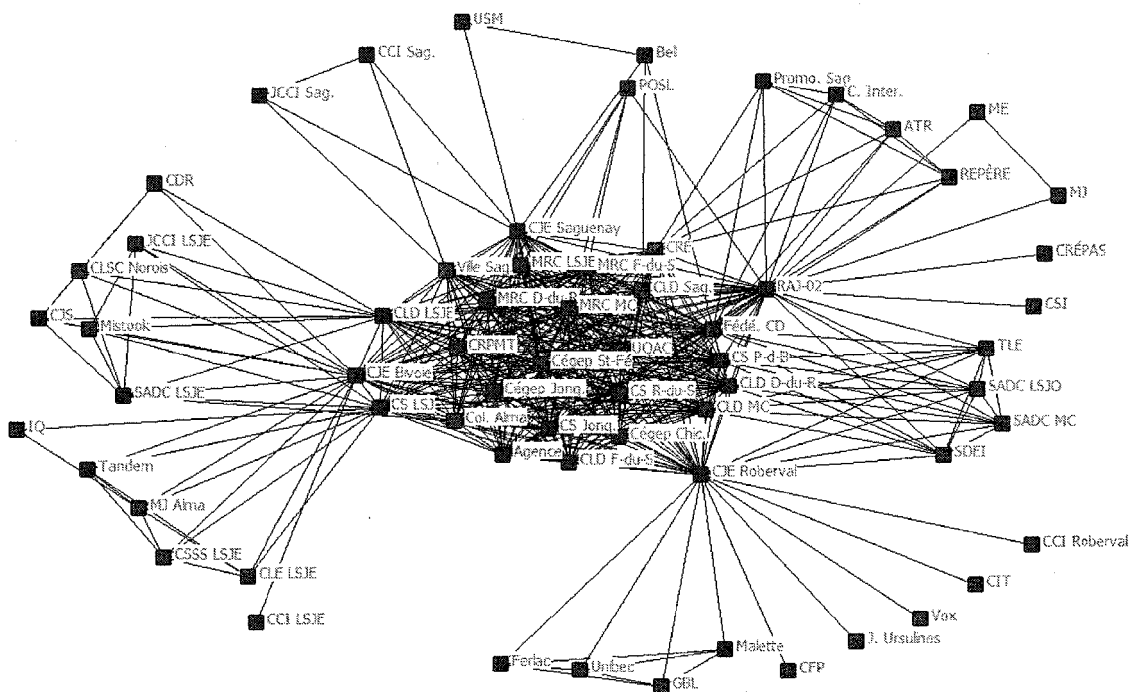 USM
CCI Sag.
Bel
POSL
Promo. Sag
C. Inter.
JCCI Sag.
ME
ATR
REPÈRE
MJ
CDR
CJE Saguenay
JCCI LSJE
CRÉ
CRÉPAS
CLSC Norois
Ville Sag.
MRC LSJE
MRC F-du-S
CLD Sag.
RAJ-02
CSI
MRC D-du-R
MRC MC
CJS
Mistook
CLD LSJE
Fédé. CD
CRPMT
UQAC
TLE
Cégep St-Fé
CS P-d-B
CJE Bivoie
SADC LSJE
Cégep Jonq.
CS R-du-S
CLD D-du-R
SADC LSJO
CS LSJ
Col. Alma
CLD MC
SADC MC
IQ
CS Jonq.
Cégep Chic.
Agence
CLD F-du-S
SDEI
Tandem
CJE Roberval
MJ Alma
CSSS LSJE
CCI Roberval
CLE LSJE
CIT
CCI LSJE
Vox
J. Ursulines
Malette
Ferlac
Unibec
CFP
GBL